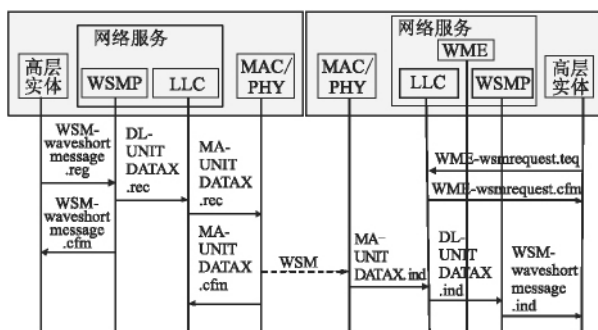 网络服务
高层
实体
WSMP
LLC
MAC/
PHY
MAC/
PHY
网络服务
WME
LLC
WSMP
高层
实体
WSM-
waveshort
message
.reg
DL-
UNIT
DATAX
.rec
MA-
UNIT
DATAX
.rec
WSM-
waveshort
message
.cfm
MA-
UNIT
DATAX
.cfm
WSM
MA-
UNIT
DATAX.ind
WME-wsmrequest.teq
WME-wsmrequest.cfm
DL-
UNIT
DATAX
.ind
WSM-
waveshort
message
.ind